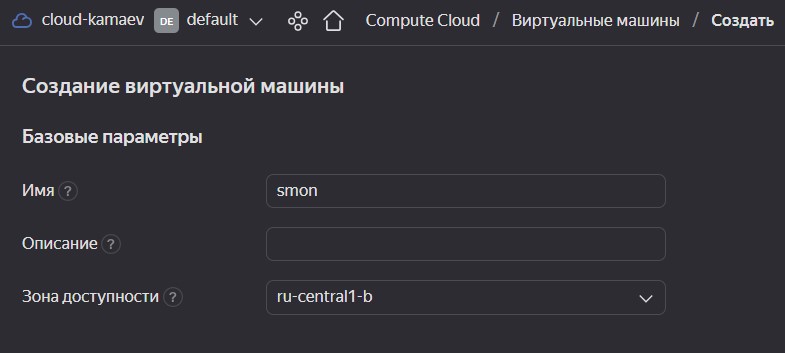 cloud-kamaev DE default Compute Cloud / Виртуальные машины / Создать
Создание виртуальной машины
Базовые параметры
Имя ? smon
Описание ?
Зона доступности ? ru-central1-b